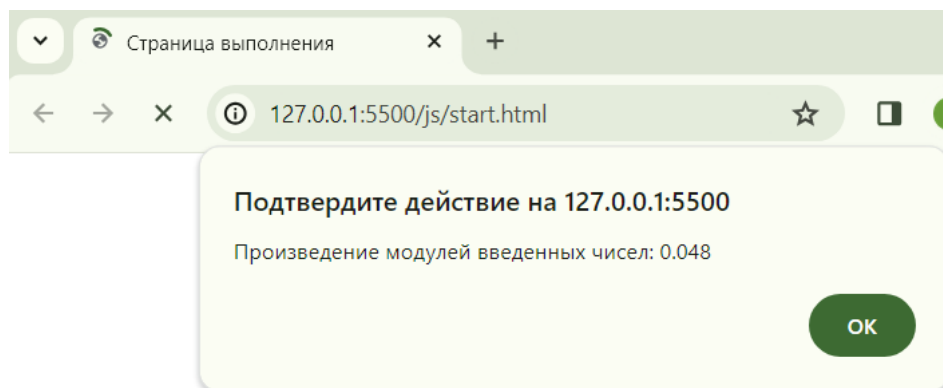 Страница выполнения
127.0.0.1:5500/js/start.html
Подтвердите действие на 127.0.0.1:5500
Произведение модулей введенных чисел: 0.048
ОК